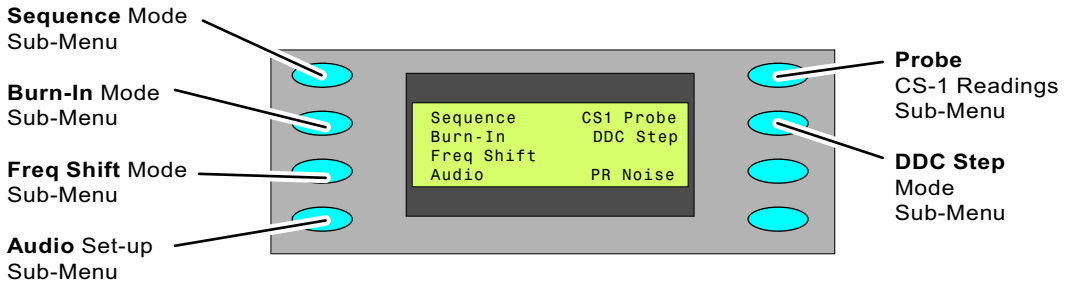 Sequence Mode
Sub-Menu
Burn-In Mode
Sub-Menu
Freq Shift Mode
Sub-Menu
Audio Set-up
Sub-Menu
Sequence CS1 Probe
Burn-In DDC Step
Freq Shift
Audio PR Noise
Probe
CS-1 Readings
Sub-Menu
DDC Step
Mode
Sub-Menu